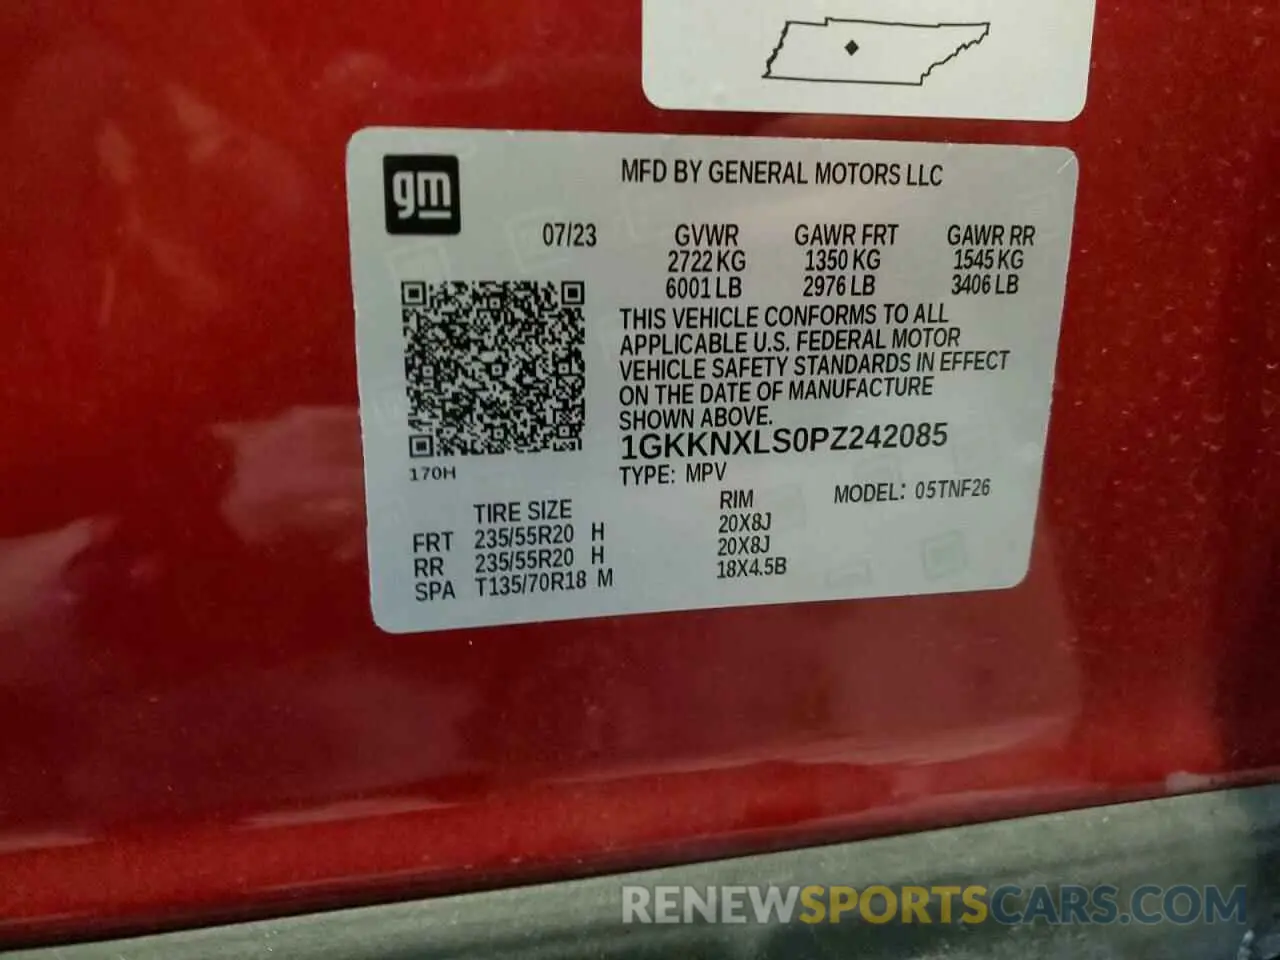 gm
MFD BY GENERAL MOTORS LLC
07/23 GVWR GAWR FRT GAWR RR
2722 KG 1350 KG 1545 KG
6001 LB 2976 LB 3406 LB
THIS VEHICLE CONFORMS TO ALL
APPLICABLE U.S. FEDERAL MOTOR
VEHICLE SAFETY STANDARDS IN EFFECT
ON THE DATE OF MANUFACTURE
SHOWN ABOVE.
1GKKNXLS0PZ242085
170H
TYPE: MPV
MODEL: 05TNF26
TIRE SIZE RIM
FRT 235/55R20 H 20X8J
RR 235/55R20 H 20X8J
SPA T135/70R18 M 18X4.5B
RENEWSPORTSCARS.COM